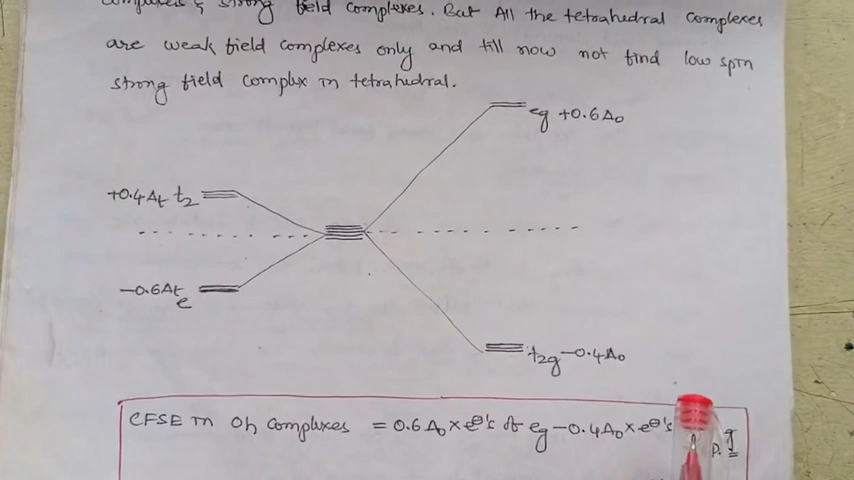 complexes & strong field complexes. But All the tetrahedral complexes
are weak field complexes only and till now not find low spin
strong field complex in tetrahedral.
eg +0.6Δo
+0.4Δt t2
-0.6Δt
e
t2g -0.4Δo
CFSE in Oh complexes = 0.6Δo×e⊖'s of eg -0.4Δo×e⊖'s